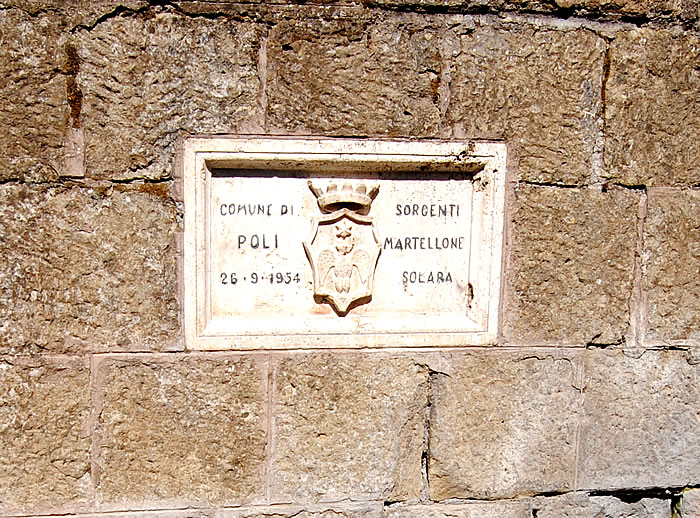 COMUNE DI
POLI
26·9·1954
SORGENTI
MARTELLONE
SOLARA